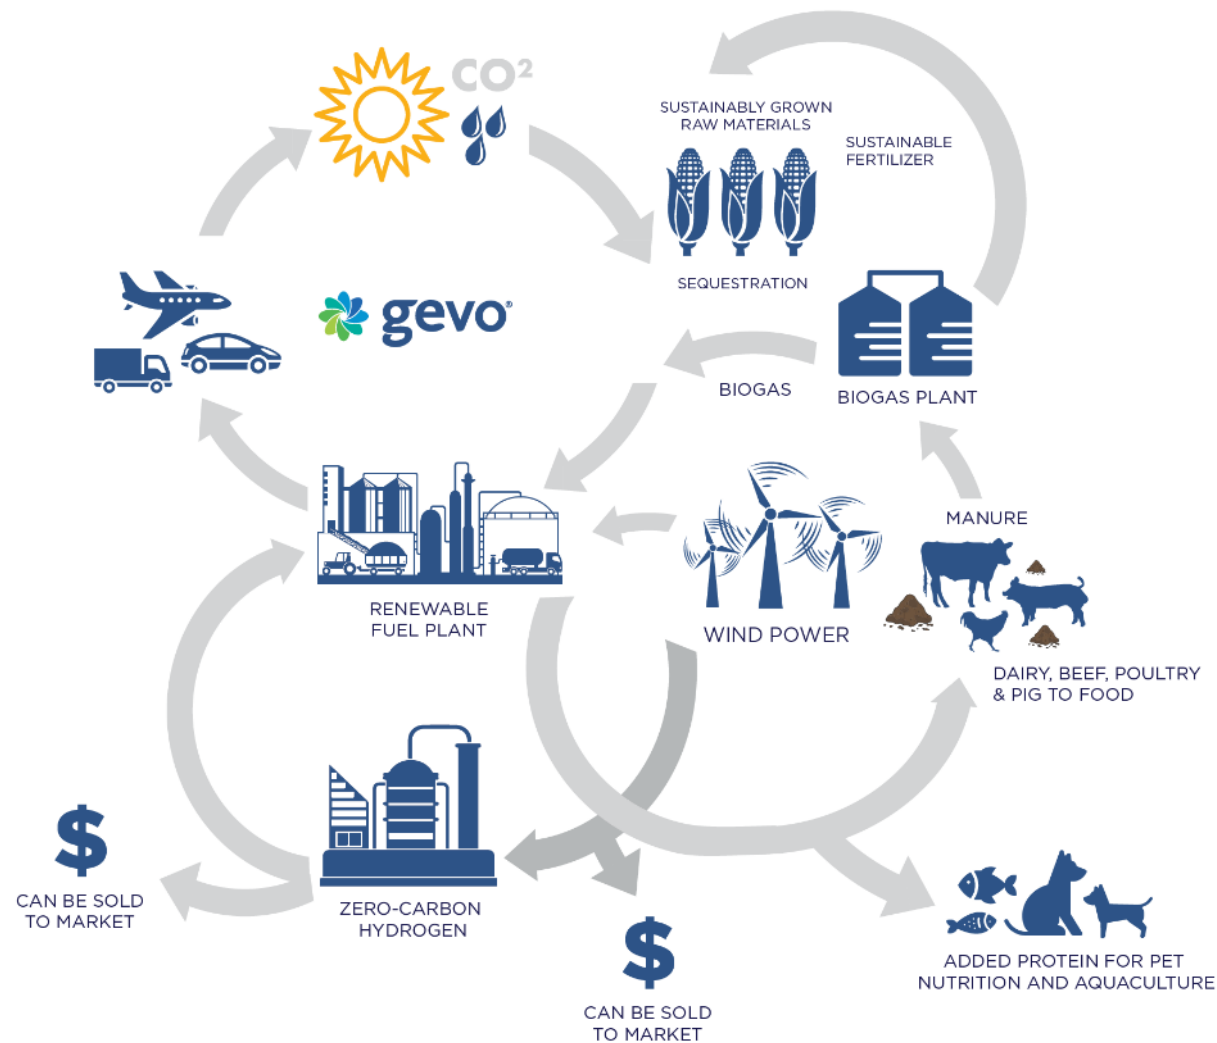 CO²
SUSTAINABLY GROWN
RAW MATERIALS
SUSTAINABLE
FERTILIZER
SEQUESTRATION
gevo®
BIOGAS
BIOGAS PLANT
MANURE
RENEWABLE
FUEL PLANT
WIND POWER
DAIRY, BEEF, POULTRY
& PIG TO FOOD
$
CAN BE SOLD
TO MARKET
ZERO-CARBON
HYDROGEN
$
CAN BE SOLD
TO MARKET
ADDED PROTEIN FOR PET
NUTRITION AND AQUACULTURE